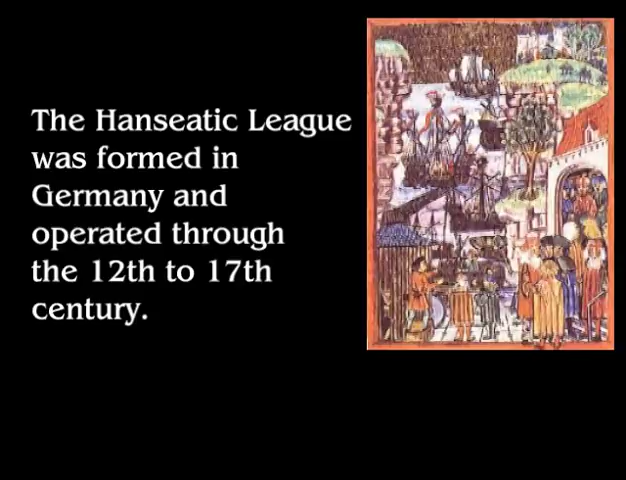 The Hanseatic League
was formed in
Germany and
operated through
the 12th to 17th
century.